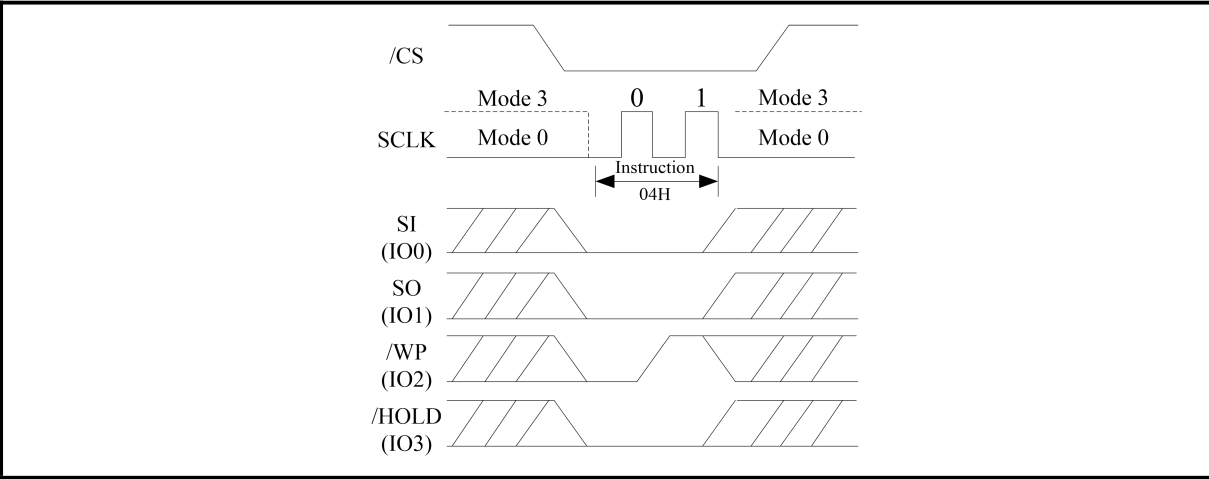 /CS
Mode 3 0 1 Mode 3
SCLK Mode 0 Mode 0
Instruction
04H
SI
(IO0)
SO
(IO1)
/WP
(IO2)
/HOLD
(IO3)